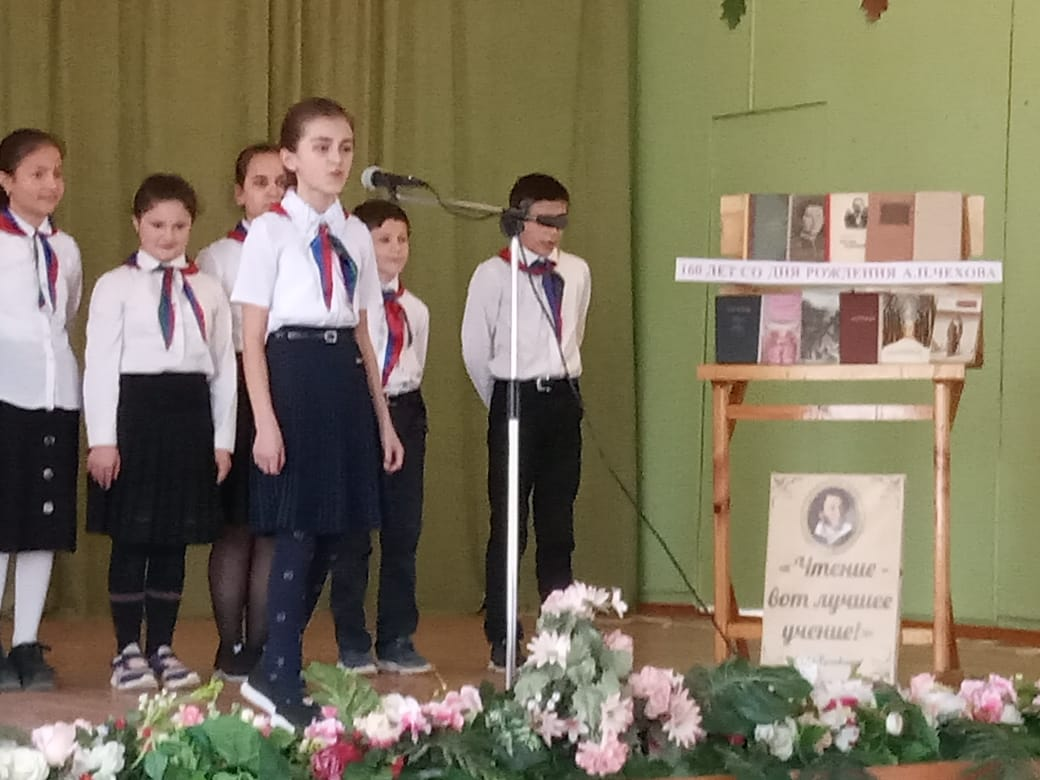 160 ЛЕТ СО ДНЯ РОЖДЕНИЯ А.П.ЧЕХОВА
«Чтение -
вот лучшее
учение!»